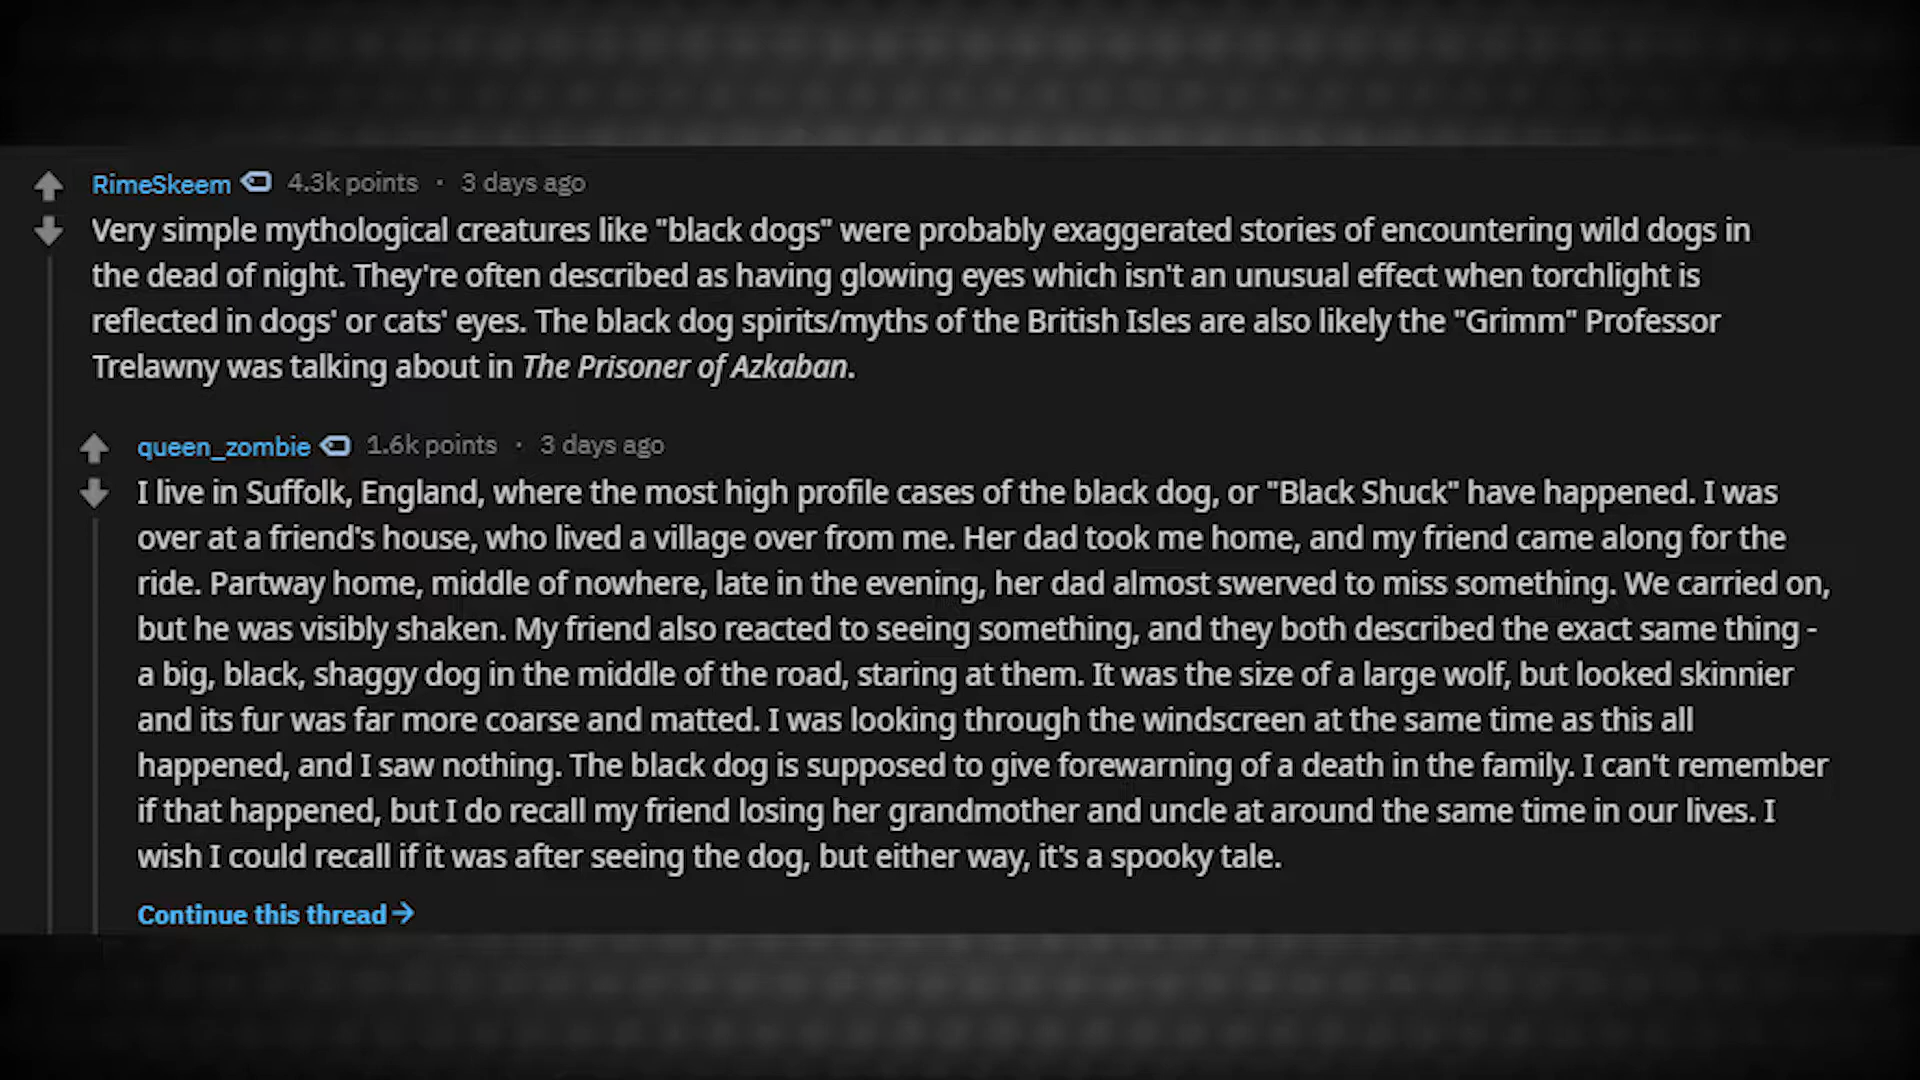 RimeSkeem 4.3k points · 3 days ago
Very simple mythological creatures like "black dogs" were probably exaggerated stories of encountering wild dogs in
the dead of night. They're often described as having glowing eyes which isn't an unusual effect when torchlight is
reflected in dogs' or cats' eyes. The black dog spirits/myths of the British Isles are also likely the "Grimm" Professor
Trelawny was talking about in The Prisoner of Azkaban.
queen_zombie 1.6k points · 3 days ago
I live in Suffolk, England, where the most high profile cases of the black dog, or "Black Shuck" have happened. I was
over at a friend's house, who lived a village over from me. Her dad took me home, and my friend came along for the
ride. Partway home, middle of nowhere, late in the evening, her dad almost swerved to miss something. We carried on,
but he was visibly shaken. My friend also reacted to seeing something, and they both described the exact same thing -
a big, black, shaggy dog in the middle of the road, staring at them. It was the size of a large wolf, but looked skinnier
and its fur was far more coarse and matted. I was looking through the windscreen at the same time as this all
happened, and I saw nothing. The black dog is supposed to give forewarning of a death in the family. I can't remember
if that happened, but I do recall my friend losing her grandmother and uncle at around the same time in our lives. I
wish I could recall if it was after seeing the dog, but either way, it's a spooky tale.
Continue this thread→